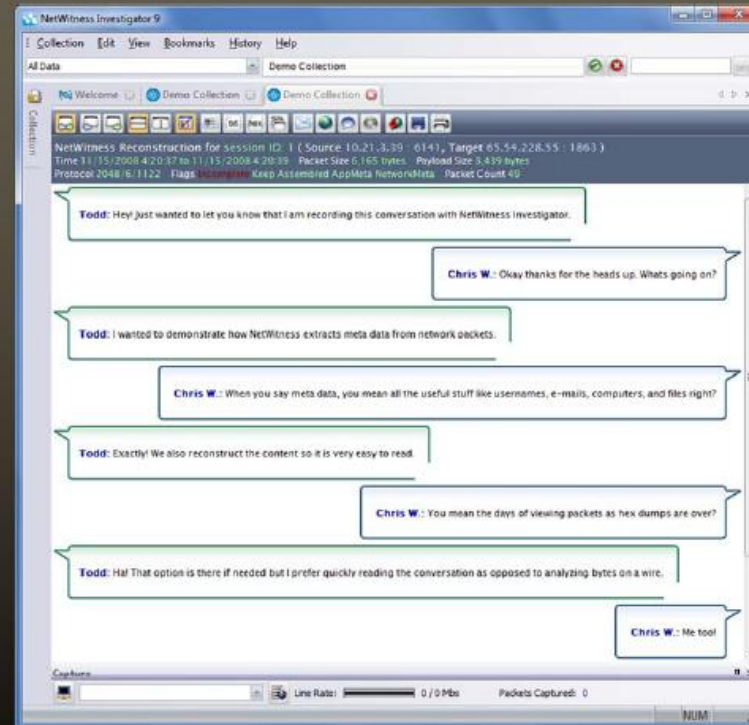 NetWitness Investigator 9
Collection Edit View Bookmarks History Help
All Data Demo Collection
Welcome Demo Collection Demo Collection
Collection
NetWitness Reconstruction for session ID: 1 ( Source 10.21.3.39 : 6141, Target 65.54.228.55 : 1863 )
Time 11/15/2008 4:20:37 to 11/15/2008 4:20:39 Packet Size 6,165 bytes Payload Size 3,439 bytes
Protocol 2048/6/1122 Flags Incomplete Keep Assembled AppMeta NetworkMeta Packet Count 49
Todd: Hey! Just wanted to let you know that I am recording this conversation with NetWitness Investigator.
Chris W.: Okay thanks for the heads up. Whats going on?
Todd: I wanted to demonstrate how NetWitness extracts meta data from network packets.
Chris W.: When you say meta data, you mean all the useful stuff like usernames, e-mails, computers, and files right?
Todd: Exactly! We also reconstruct the content so it is very easy to read.
Chris W.: You mean the days of viewing packets as hex dumps are over?
Todd: Ha! That option is there if needed but I prefer quickly reading the conversation as opposed to analyzing bytes on a wire.
Chris W.: Me too!
Capture
Line Rate: 0 / 0 Mbs Packets Captured: 0
NUM